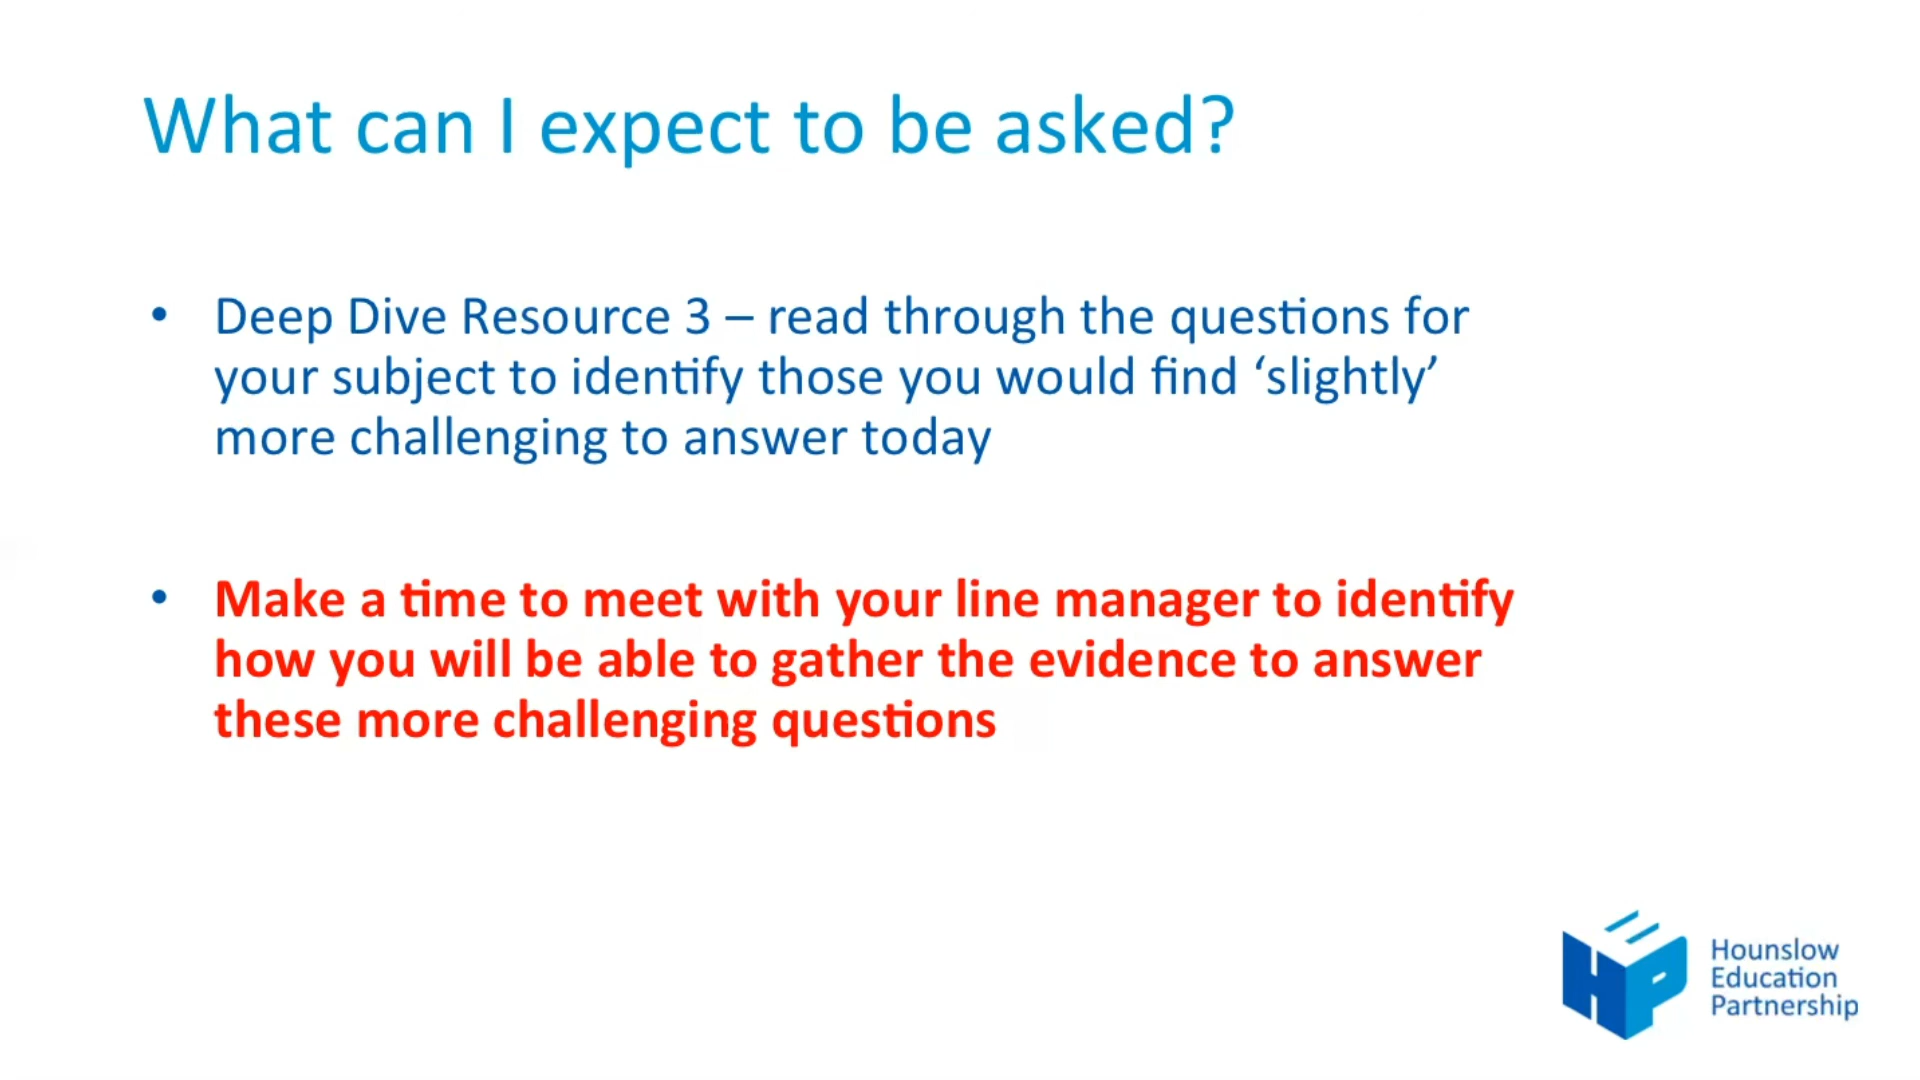 What can I expect to be asked?
• Deep Dive Resource 3 – read through the questions for
your subject to identify those you would find ‘slightly’
more challenging to answer today
• Make a time to meet with your line manager to identify
how you will be able to gather the evidence to answer
these more challenging questions
HEP
Hounslow
Education
Partnership